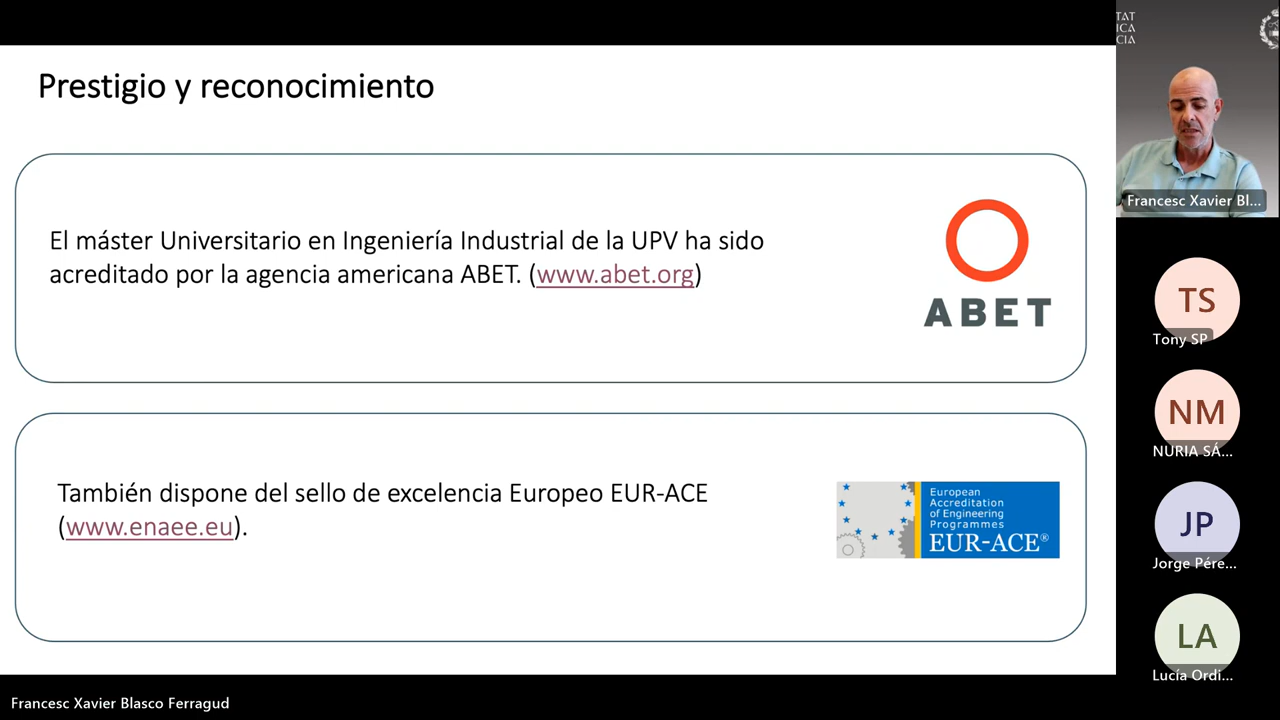 Prestigio y reconocimiento
El máster Universitario en Ingeniería Industrial de la UPV ha sido
acreditado por la agencia americana ABET. (www.abet.org)
ABET
También dispone del sello de excelencia Europeo EUR-ACE
(www.enaee.eu).
European
Accreditation
of Engineering
Programmes
EUR-ACE®
TAT
ICA
CIA
Francesc Xavier Bl...
TS
Tony SP
NM
NURIA SÁ...
JP
Jorge Pére...
LA
Lucía Ordi...
Francesc Xavier Blasco Ferragud